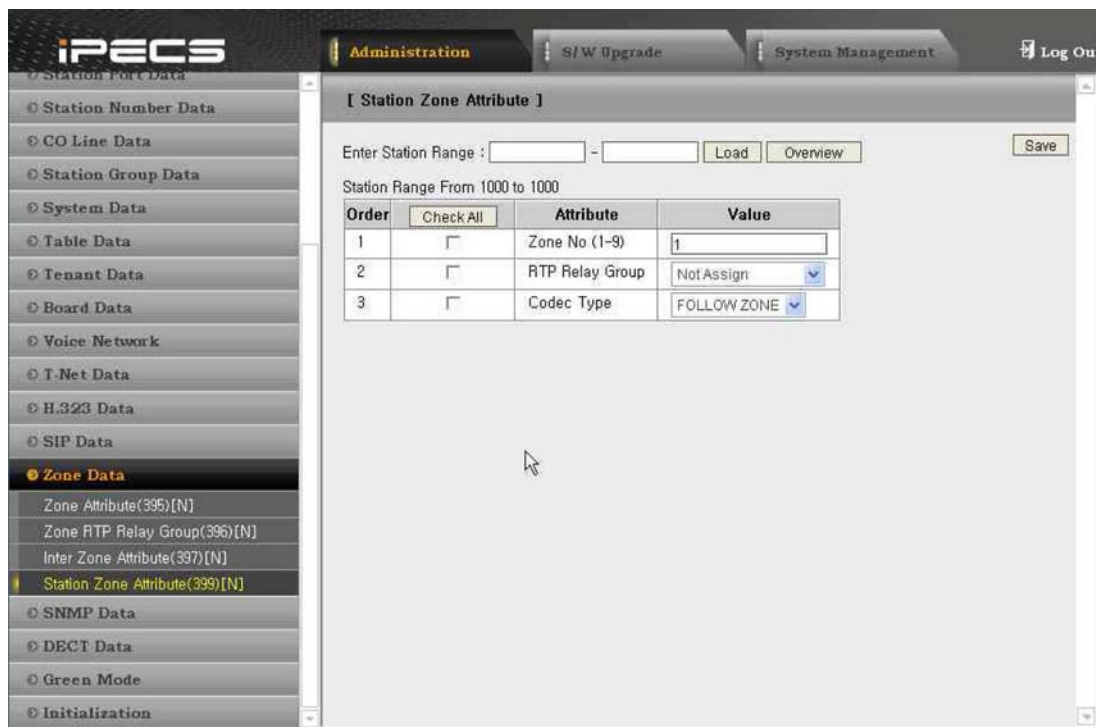 iPECS
Administration
S/W Upgrade
System Management
Log Ou
Station Port Data
Station Number Data
CO Line Data
Station Group Data
System Data
Table Data
Tenant Data
Board Data
Voice Network
T-Net Data
H.323 Data
SIP Data
Zone Data
Zone Attribute(395)[N]
Zone RTP Relay Group(396)[N]
Inter Zone Attribute(397)[N]
Station Zone Attribute(399)[N]
SNMP Data
DECT Data
Green Mode
Initialization
[ Station Zone Attribute ]
Enter Station Range : - Load Overview Save
Station Range From 1000 to 1000
Order Check All Attribute Value
1 Zone No (1-9) 1
2 RTP Relay Group Not Assign
3 Codec Type FOLLOW ZONE